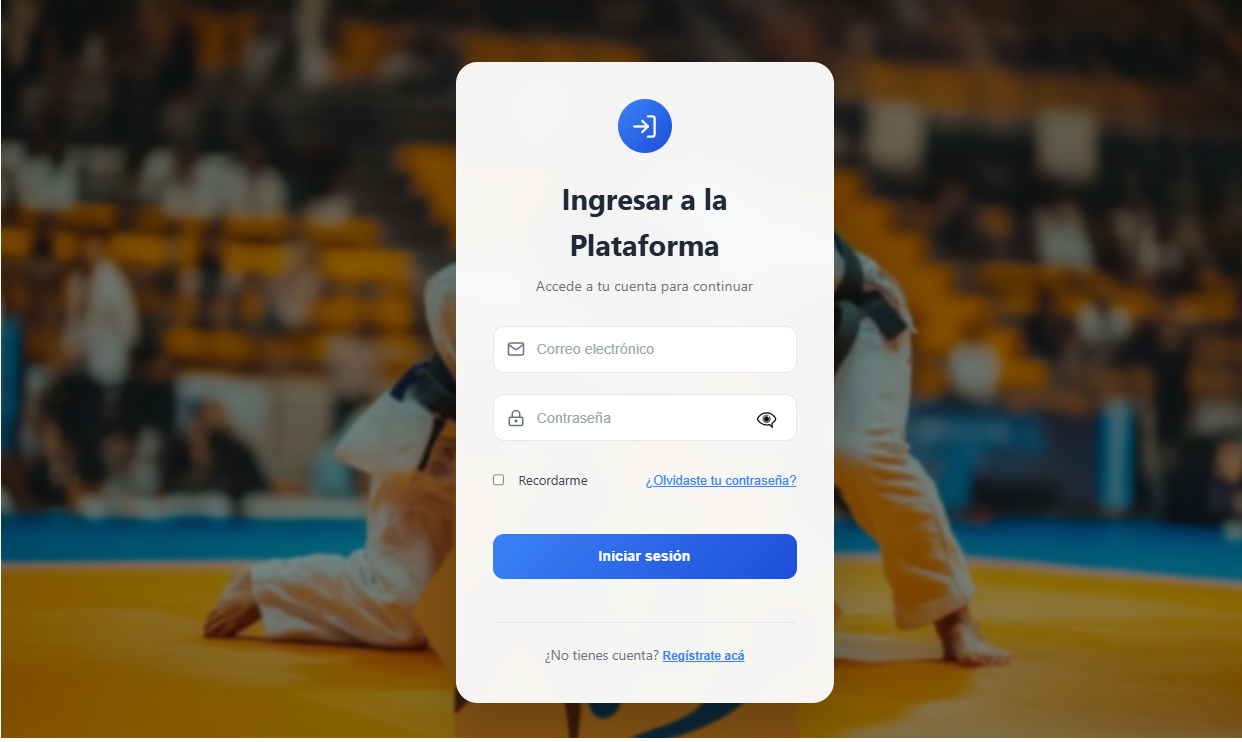 Ingresar a la
Plataforma
Accede a tu cuenta para continuar
Correo electrónico
Contraseña
Recordarme ¿Olvidaste tu contraseña?
Iniciar sesión
¿No tienes cuenta? Regístrate acá